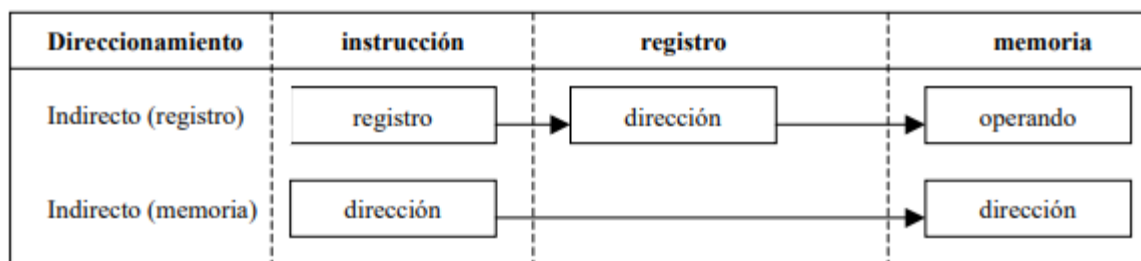 Direccionamiento instrucción registro memoria
Indirecto (registro) registro dirección operando
Indirecto (memoria) dirección dirección